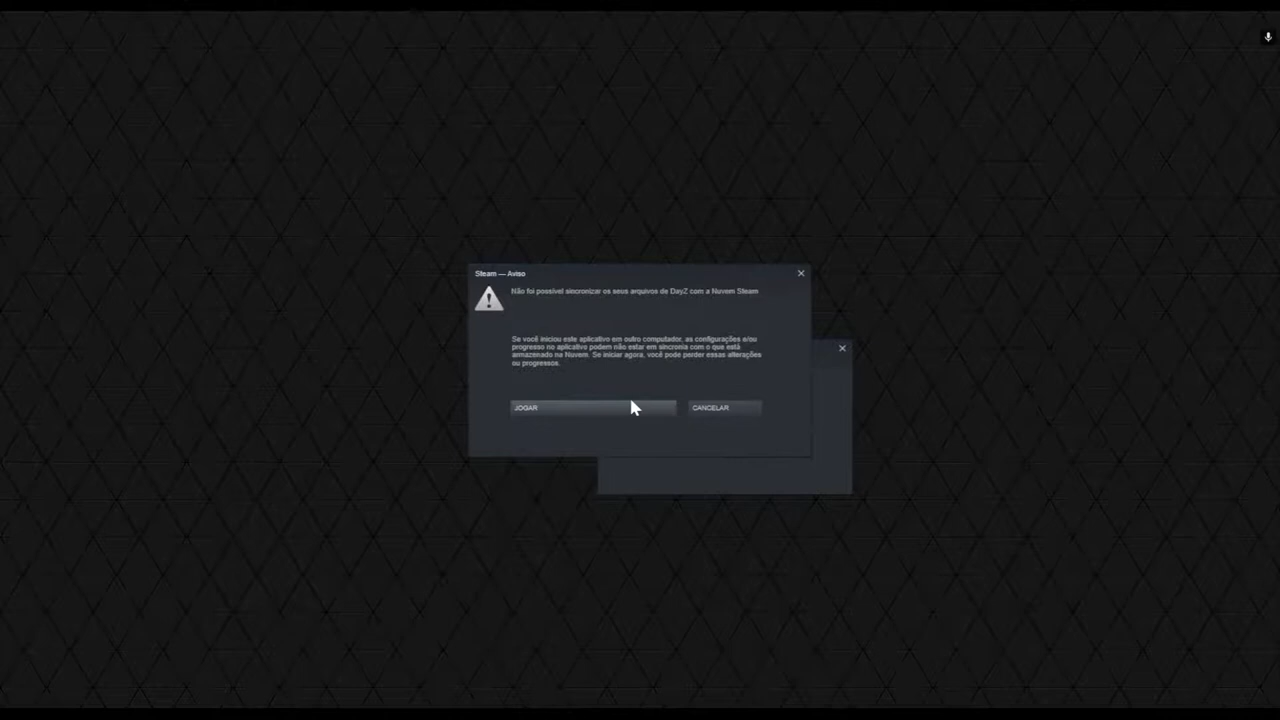 Steam — Aviso
Não foi possível sincronizar os seus arquivos de DayZ com a Nuvem Steam
Se você iniciou este aplicativo em outro computador, as configurações e/ou
progresso no aplicativo podem não estar em sincronia com o que está
armazenado na Nuvem. Se iniciar agora, você pode perder essas alterações
ou progressos.
JOGAR
CANCELAR